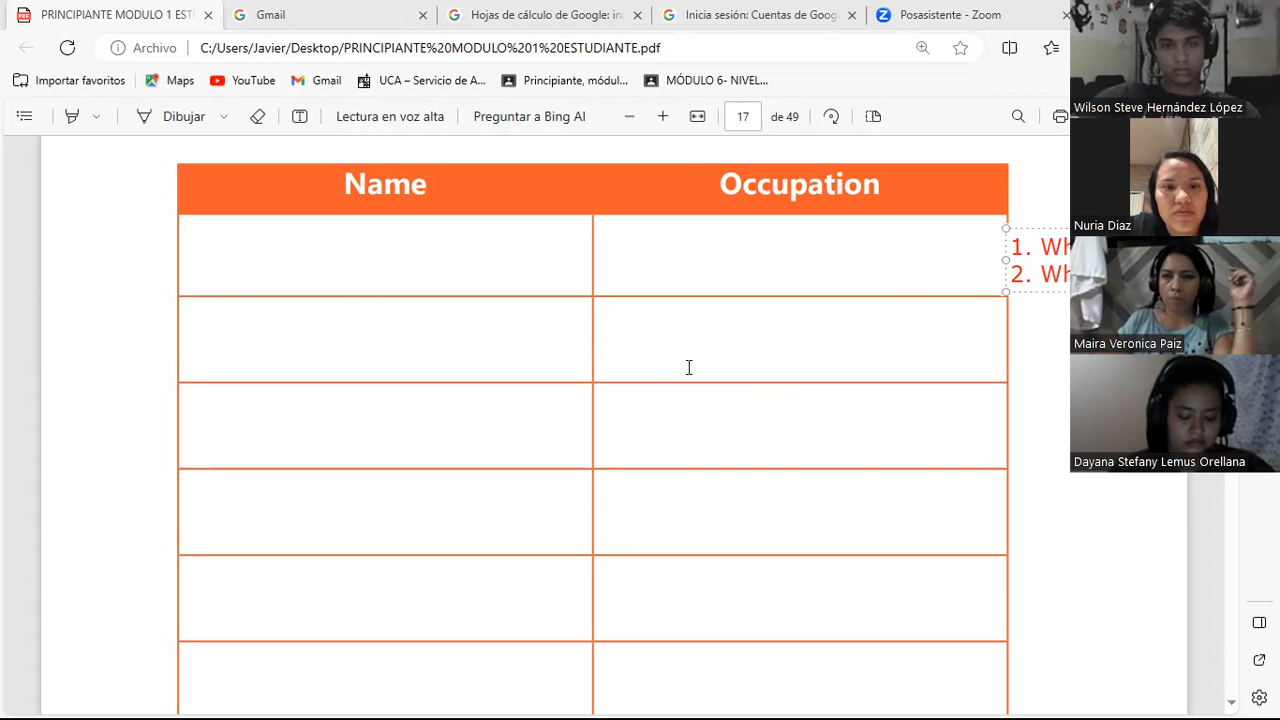 PRINCIPIANTE MODULO 1 EST
Gmail
Hojas de cálculo de Google: in
Inicia sesión: Cuentas de Goog
Posasistente - Zoom
Archivo
C:/Users/Javier/Desktop/PRINCIPIANTE%20MODULO%201%20ESTUDIANTE.pdf
Importar favoritos
Maps
YouTube
Gmail
UCA – Servicio de A...
Principiante, módul...
MÓDULO 6- NIVEL...
Dibujar
Lectura en voz alta
Preguntar a Bing AI
17
de 49
Name
Occupation
1. Wh
2. Wh
Wilson Steve Hernández López
Nuria Diaz
Maira Veronica Paiz
Dayana Stefany Lemus Orellana